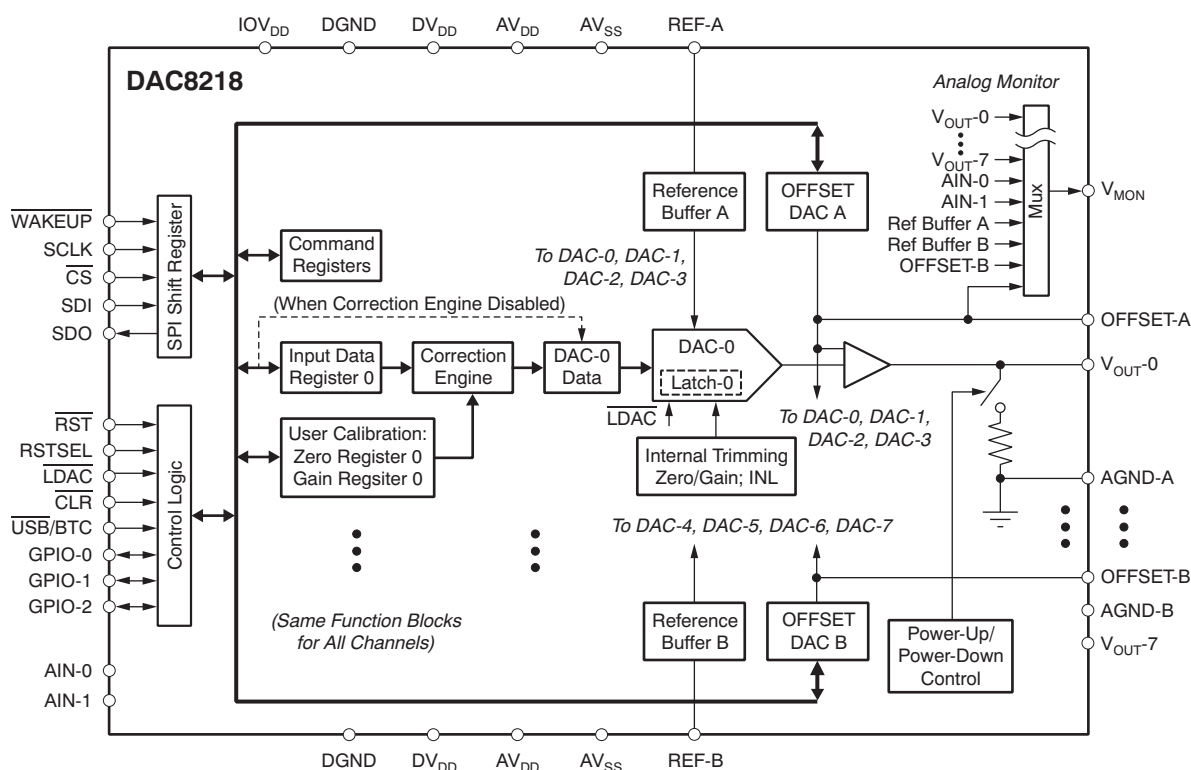 IOVDD DGND DVDD AVDD AVSS REF-A
DAC8218
Analog Monitor
VOUT-0
VOUT-7
AIN-0
AIN-1
Ref Buffer A
Ref Buffer B
OFFSET-B
Mux
VMON
WAKEUP
SCLK
CS
SDI
SDO
SPI Shift Register
Command
Registers
Reference
Buffer A
OFFSET
DAC A
To DAC-0, DAC-1,
DAC-2, DAC-3
(When Correction Engine Disabled)
OFFSET-A
Input Data
Register 0
Correction
Engine
DAC-0
Data
DAC-0
Latch-0
VOUT-0
LDAC
To DAC-0, DAC-1,
DAC-2, DAC-3
RST
RSTSEL
LDAC
CLR
USB/BTC
GPIO-0
GPIO-1
GPIO-2
Control Logic
User Calibration:
Zero Register 0
Gain Regsiter 0
Internal Trimming
Zero/Gain; INL
AGND-A
To DAC-4, DAC-5, DAC-6, DAC-7
OFFSET-B
AGND-B
VOUT-7
(Same Function Blocks
for All Channels)
Reference
Buffer B
OFFSET
DAC B
Power-Up/
Power-Down
Control
AIN-0
AIN-1
DGND DVDD AVDD AVSS REF-B